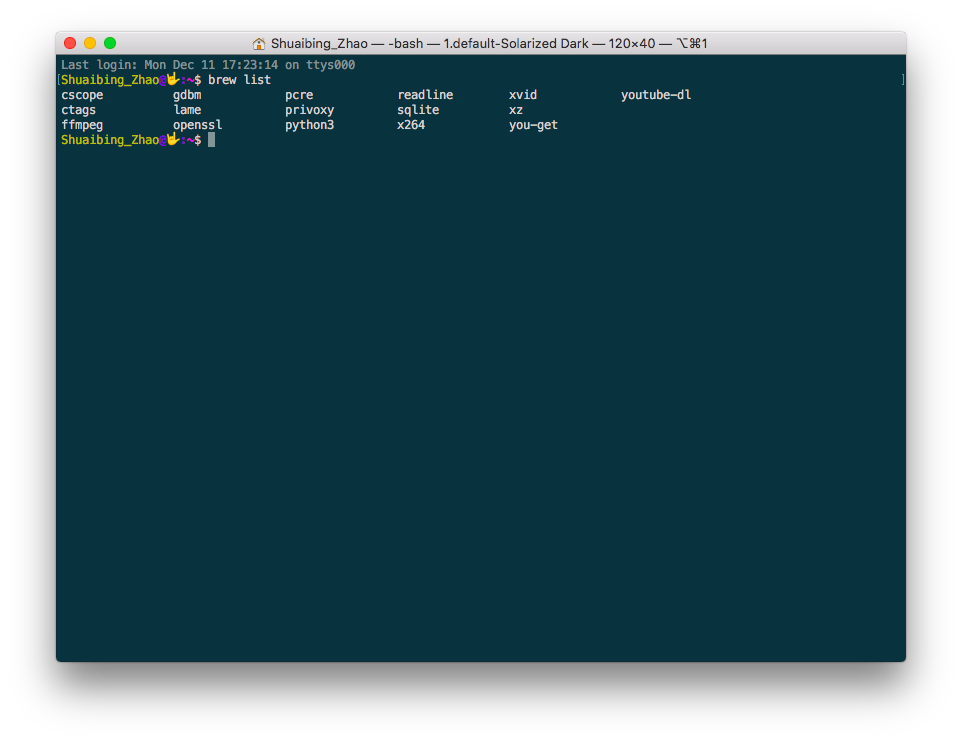 🏠 Shuaibing_Zhao — -bash — 1.default-Solarized Dark — 120×40 — ⌥⌘1
Last login: Mon Dec 11 17:23:14 on ttys000
[Shuaibing_Zhao@🤟:~$ brew list ]
cscope gdbm pcre readline xvid youtube-dl
ctags lame privoxy sqlite xz
ffmpeg openssl python3 x264 you-get
Shuaibing_Zhao@🤟:~$